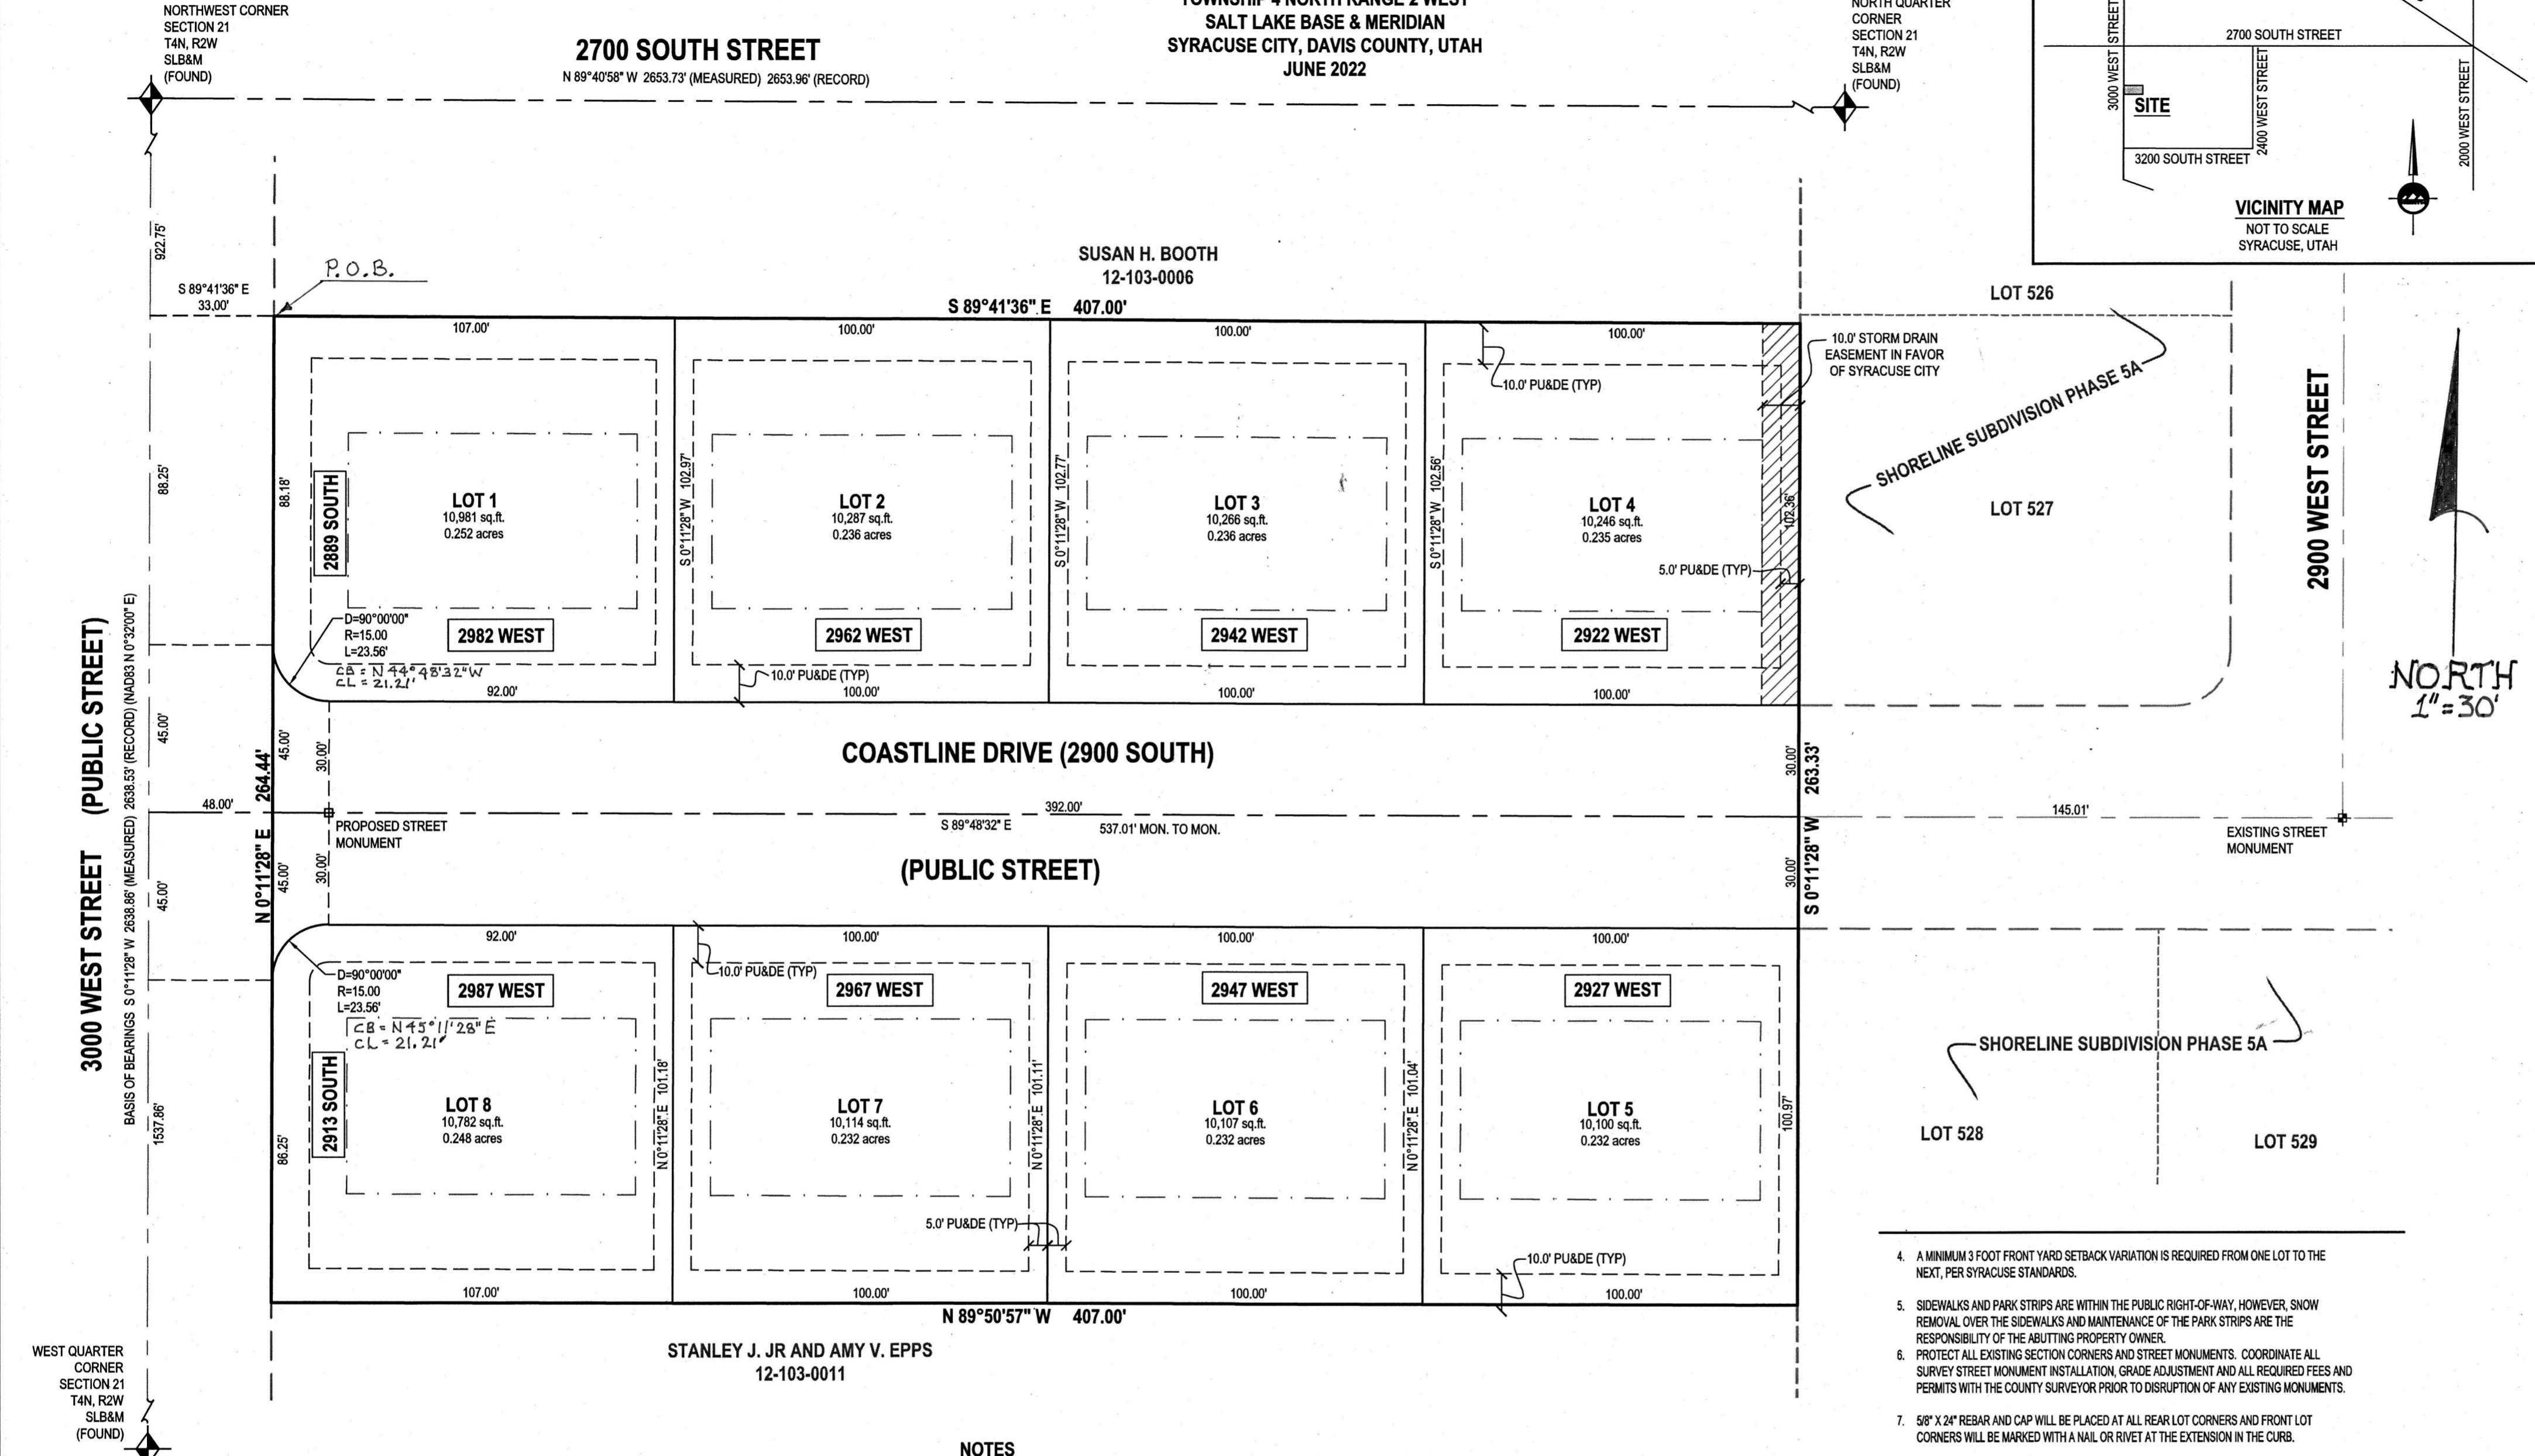 NORTHWEST CORNER
SECTION 21
T4N, R2W
SLB&M
(FOUND)
2700 SOUTH STREET
N 89°40'58" W 2653.73' (MEASURED) 2653.96' (RECORD)
TOWNSHIP 4 NORTH RANGE 2 WEST
SALT LAKE BASE & MERIDIAN
SYRACUSE CITY, DAVIS COUNTY, UTAH
JUNE 2022
NORTH QUARTER
CORNER
SECTION 21
T4N, R2W
SLB&M
(FOUND)
3000 WEST STREET
2700 SOUTH STREET
SITE
2400 WEST STREET
2000 WEST STREET
3200 SOUTH STREET
VICINITY MAP
NOT TO SCALE
SYRACUSE, UTAH
922.75'
P.O.B.
S 89°41'36" E
33.00'
SUSAN H. BOOTH
12-103-0006
S 89°41'36" E 407.00'
107.00'
100.00'
100.00'
100.00'
10.0' PU&DE (TYP)
10.0' STORM DRAIN
EASEMENT IN FAVOR
OF SYRACUSE CITY
LOT 526
SHORELINE SUBDIVISION PHASE 5A
LOT 527
2900 WEST STREET
NORTH
1"=30'
88.25'
88.18'
2889 SOUTH
LOT 1
10,981 sq.ft.
0.252 acres
S 0°11'28" W 102.97'
LOT 2
10,287 sq.ft.
0.236 acres
S 0°11'28" W 102.77'
LOT 3
10,266 sq.ft.
0.236 acres
S 0°11'28" W 102.56'
LOT 4
10,246 sq.ft.
0.235 acres
102.36'
5.0' PU&DE (TYP)
D=90°00'00"
R=15.00
L=23.56'
CB = N 44°48'32" W
CL = 21.21'
2982 WEST
2962 WEST
2942 WEST
2922 WEST
10.0' PU&DE (TYP)
92.00'
100.00'
100.00'
100.00'
3000 WEST STREET (PUBLIC STREET)
BASIS OF BEARINGS S 0°11'28" W 2638.86' (MEASURED) 2638.53' (RECORD) (NAD83 N 0°32'00" E)
45.00'
45.00'
30.00'
N 0°11'28" E 264.44'
COASTLINE DRIVE (2900 SOUTH)
30.00'
S 0°11'28" W 263.33'
48.00'
392.00'
145.01'
PROPOSED STREET
MONUMENT
S 89°48'32" E
537.01' MON. TO MON.
EXISTING STREET
MONUMENT
45.00'
45.00'
30.00'
(PUBLIC STREET)
30.00'
92.00'
100.00'
100.00'
100.00'
D=90°00'00"
R=15.00
L=23.56'
CB = N 45°11'28" E
CL = 21.21'
10.0' PU&DE (TYP)
2987 WEST
2967 WEST
2947 WEST
2927 WEST
1537.86'
86.25'
2913 SOUTH
LOT 8
10,782 sq.ft.
0.248 acres
N 0°11'28" E 101.18'
LOT 7
10,114 sq.ft.
0.232 acres
N 0°11'28" E 101.11'
LOT 6
10,107 sq.ft.
0.232 acres
N 0°11'28" E 101.04'
LOT 5
10,100 sq.ft.
0.232 acres
100.97'
SHORELINE SUBDIVISION PHASE 5A
LOT 528
LOT 529
5.0' PU&DE (TYP)
10.0' PU&DE (TYP)
107.00'
100.00'
100.00'
100.00'
N 89°50'57" W 407.00'
STANLEY J. JR AND AMY V. EPPS
12-103-0011
WEST QUARTER
CORNER
SECTION 21
T4N, R2W
SLB&M
(FOUND)
4. A MINIMUM 3 FOOT FRONT YARD SETBACK VARIATION IS REQUIRED FROM ONE LOT TO THE
NEXT, PER SYRACUSE STANDARDS.
5. SIDEWALKS AND PARK STRIPS ARE WITHIN THE PUBLIC RIGHT-OF-WAY, HOWEVER, SNOW
REMOVAL OVER THE SIDEWALKS AND MAINTENANCE OF THE PARK STRIPS ARE THE
RESPONSIBILITY OF THE ABUTTING PROPERTY OWNER.
6. PROTECT ALL EXISTING SECTION CORNERS AND STREET MONUMENTS. COORDINATE ALL
SURVEY STREET MONUMENT INSTALLATION, GRADE ADJUSTMENT AND ALL REQUIRED FEES AND
PERMITS WITH THE COUNTY SURVEYOR PRIOR TO DISRUPTION OF ANY EXISTING MONUMENTS.
7. 5/8" X 24" REBAR AND CAP WILL BE PLACED AT ALL REAR LOT CORNERS AND FRONT LOT
CORNERS WILL BE MARKED WITH A NAIL OR RIVET AT THE EXTENSION IN THE CURB.
NOTES